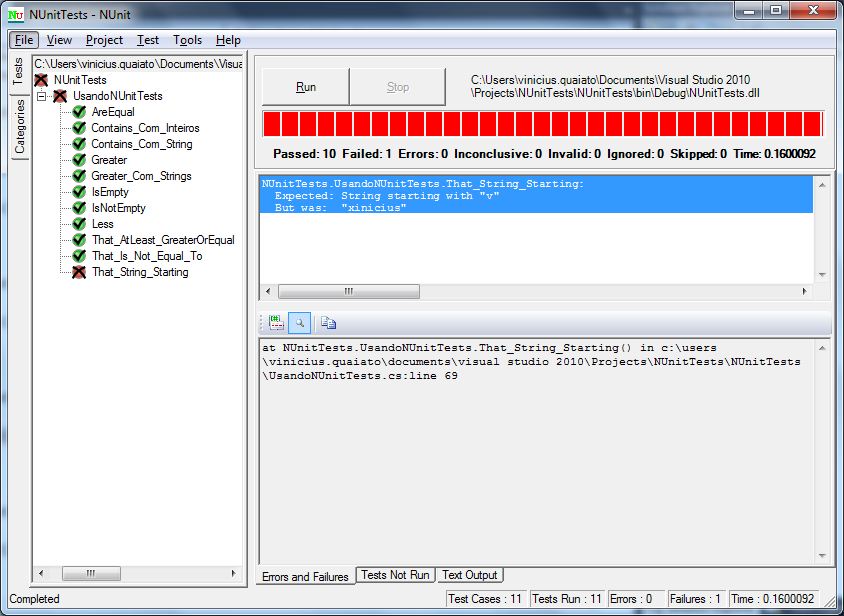 NU NUnitTests - NUnit
File View Project Test Tools Help
Tests
Categories
C:\Users\vinicius.quaiato\Documents\Visua
NUnitTests
UsandoNUnitTests
AreEqual
Contains_Com_Inteiros
Contains_Com_String
Greater
Greater_Com_Strings
IsEmpty
IsNotEmpty
Less
That_AtLeast_GreaterOrEqual
That_Is_Not_Equal_To
That_String_Starting
Run
Stop
C:\Users\vinicius.quaiato\Documents\Visual Studio 2010
\Projects\NUnitTests\NUnitTests\bin\Debug\NUnitTests.dll
Passed: 10 Failed: 1 Errors: 0 Inconclusive: 0 Invalid: 0 Ignored: 0 Skipped: 0 Time: 0.1600092
NUnitTests.UsandoNUnitTests.That_String_Starting:
Expected: String starting with "v"
But was: "xinicius"
at NUnitTests.UsandoNUnitTests.That_String_Starting() in c:\users
\vinicius.quaiato\documents\visual studio 2010\Projects\NUnitTests\NUnitTests
\UsandoNUnitTests.cs:line 69
Errors and Failures
Tests Not Run
Text Output
Completed
Test Cases : 11
Tests Run : 11
Errors : 0
Failures : 1
Time : 0.1600092